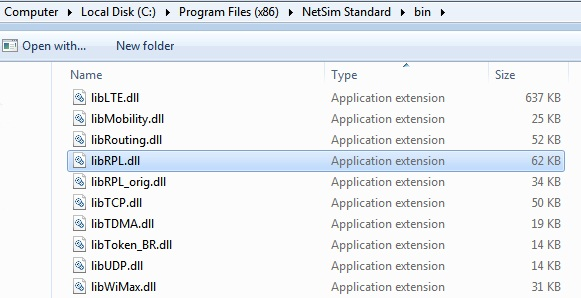 Computer ▸ Local Disk (C:) ▸ Program Files (x86) ▸ NetSim Standard ▸ bin ▸
Open with... New folder
Name Type Size
libLTE.dll Application extension 637 KB
libMobility.dll Application extension 25 KB
libRouting.dll Application extension 52 KB
libRPL.dll Application extension 62 KB
libRPL_orig.dll Application extension 34 KB
libTCP.dll Application extension 50 KB
libTDMA.dll Application extension 19 KB
libToken_BR.dll Application extension 14 KB
libUDP.dll Application extension 14 KB
libWiMax.dll Application extension 31 KB